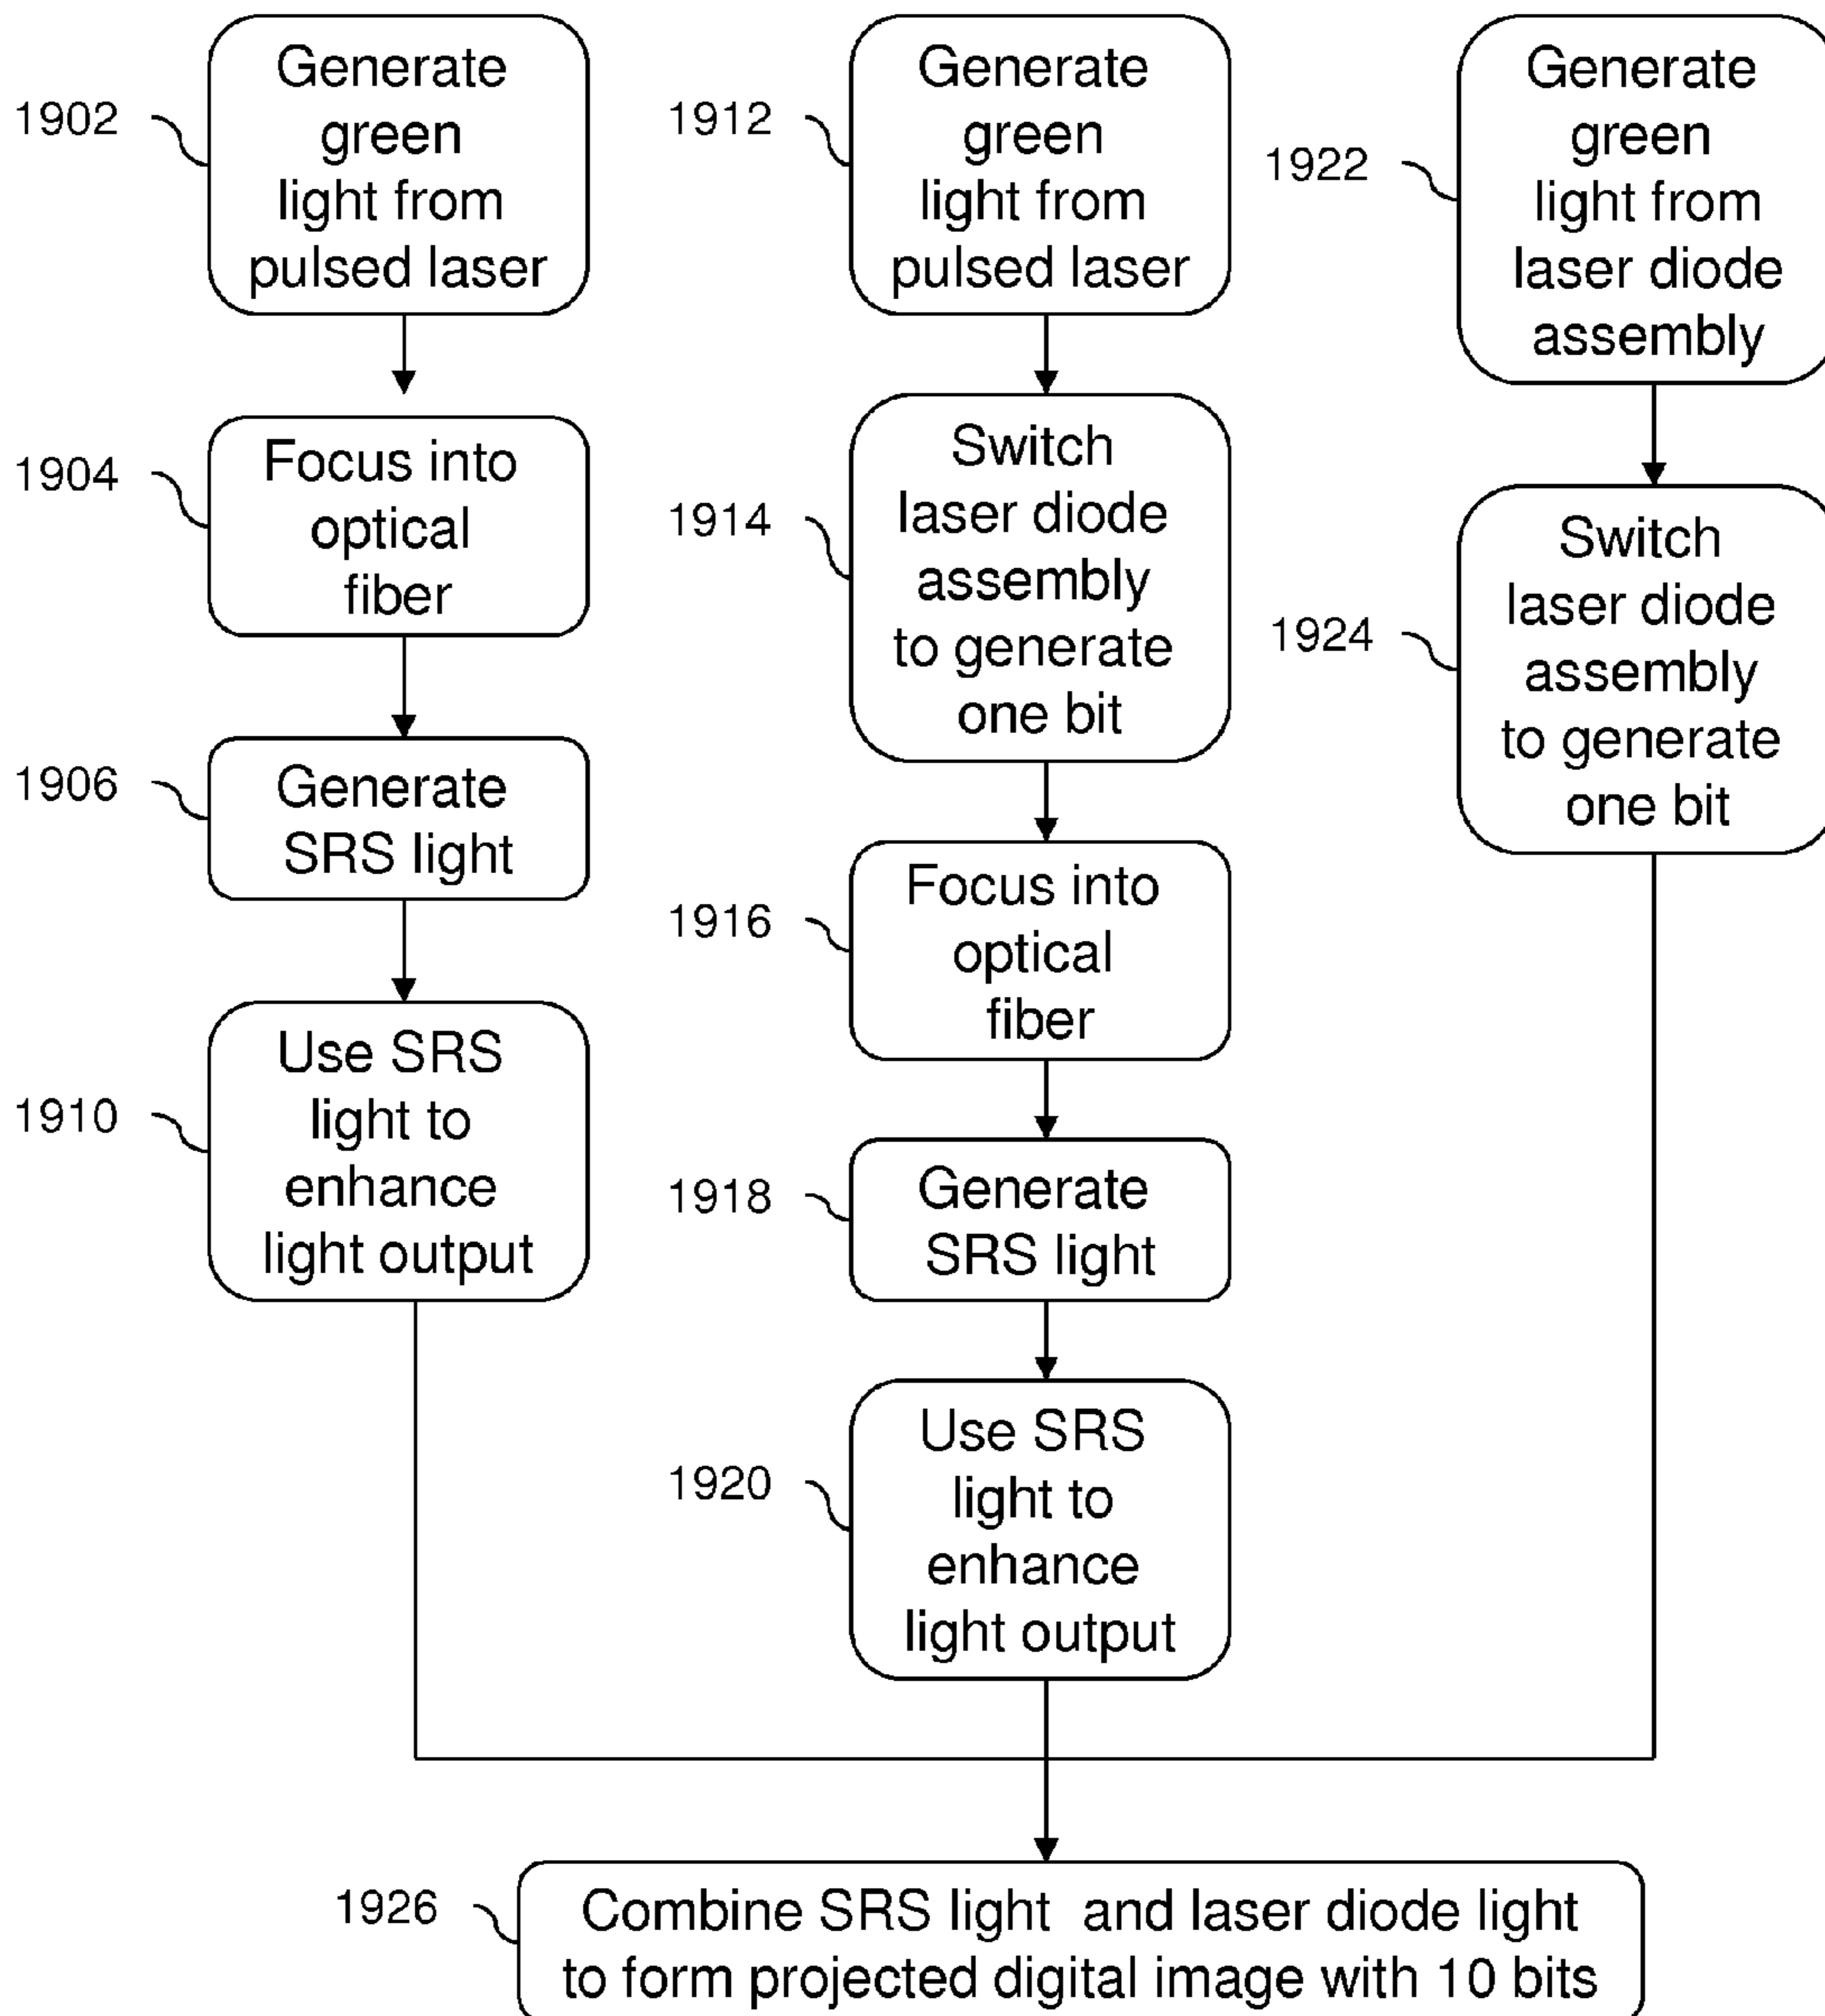 1902
Generate
green
light from
pulsed laser
1904
Focus into
optical
fiber
1906
Generate
SRS light
1910
Use SRS
light to
enhance
light output
1912
Generate
green
light from
pulsed laser
1914
Switch
laser diode
assembly
to generate
one bit
1916
Focus into
optical
fiber
1918
Generate
SRS light
1920
Use SRS
light to
enhance
light output
1922
Generate
green
light from
laser diode
assembly
1924
Switch
laser diode
assembly
to generate
one bit
1926
Combine SRS light and laser diode light
to form projected digital image with 10 bits